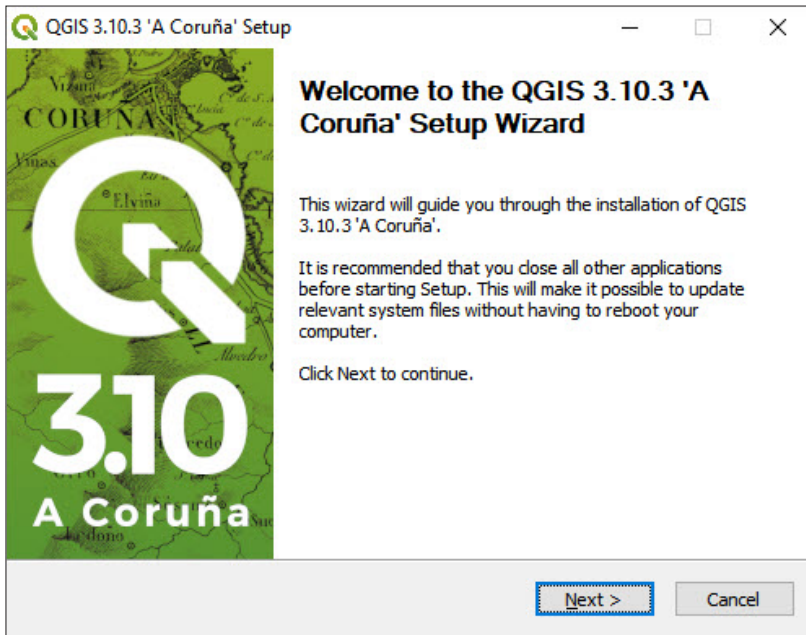 QGIS 3.10.3 'A Coruña' Setup
Welcome to the QGIS 3.10.3 'A
Coruña' Setup Wizard
This wizard will guide you through the installation of QGIS
3.10.3 'A Coruña'.
It is recommended that you close all other applications
before starting Setup. This will make it possible to update
relevant system files without having to reboot your
computer.
Click Next to continue.
CORUÑA
Elviña
3.10
A Coruña
Next >
Cancel